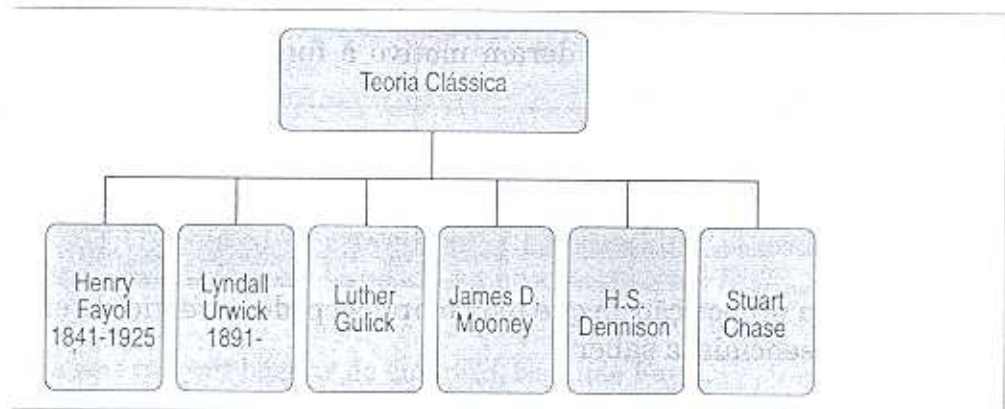 Teoria Clássica
Henry
Fayol
1841-1925
Lyndall
Urwick
1891-
Luther
Gulick
James D.
Mooney
H.S.
Dennison
Stuart
Chase